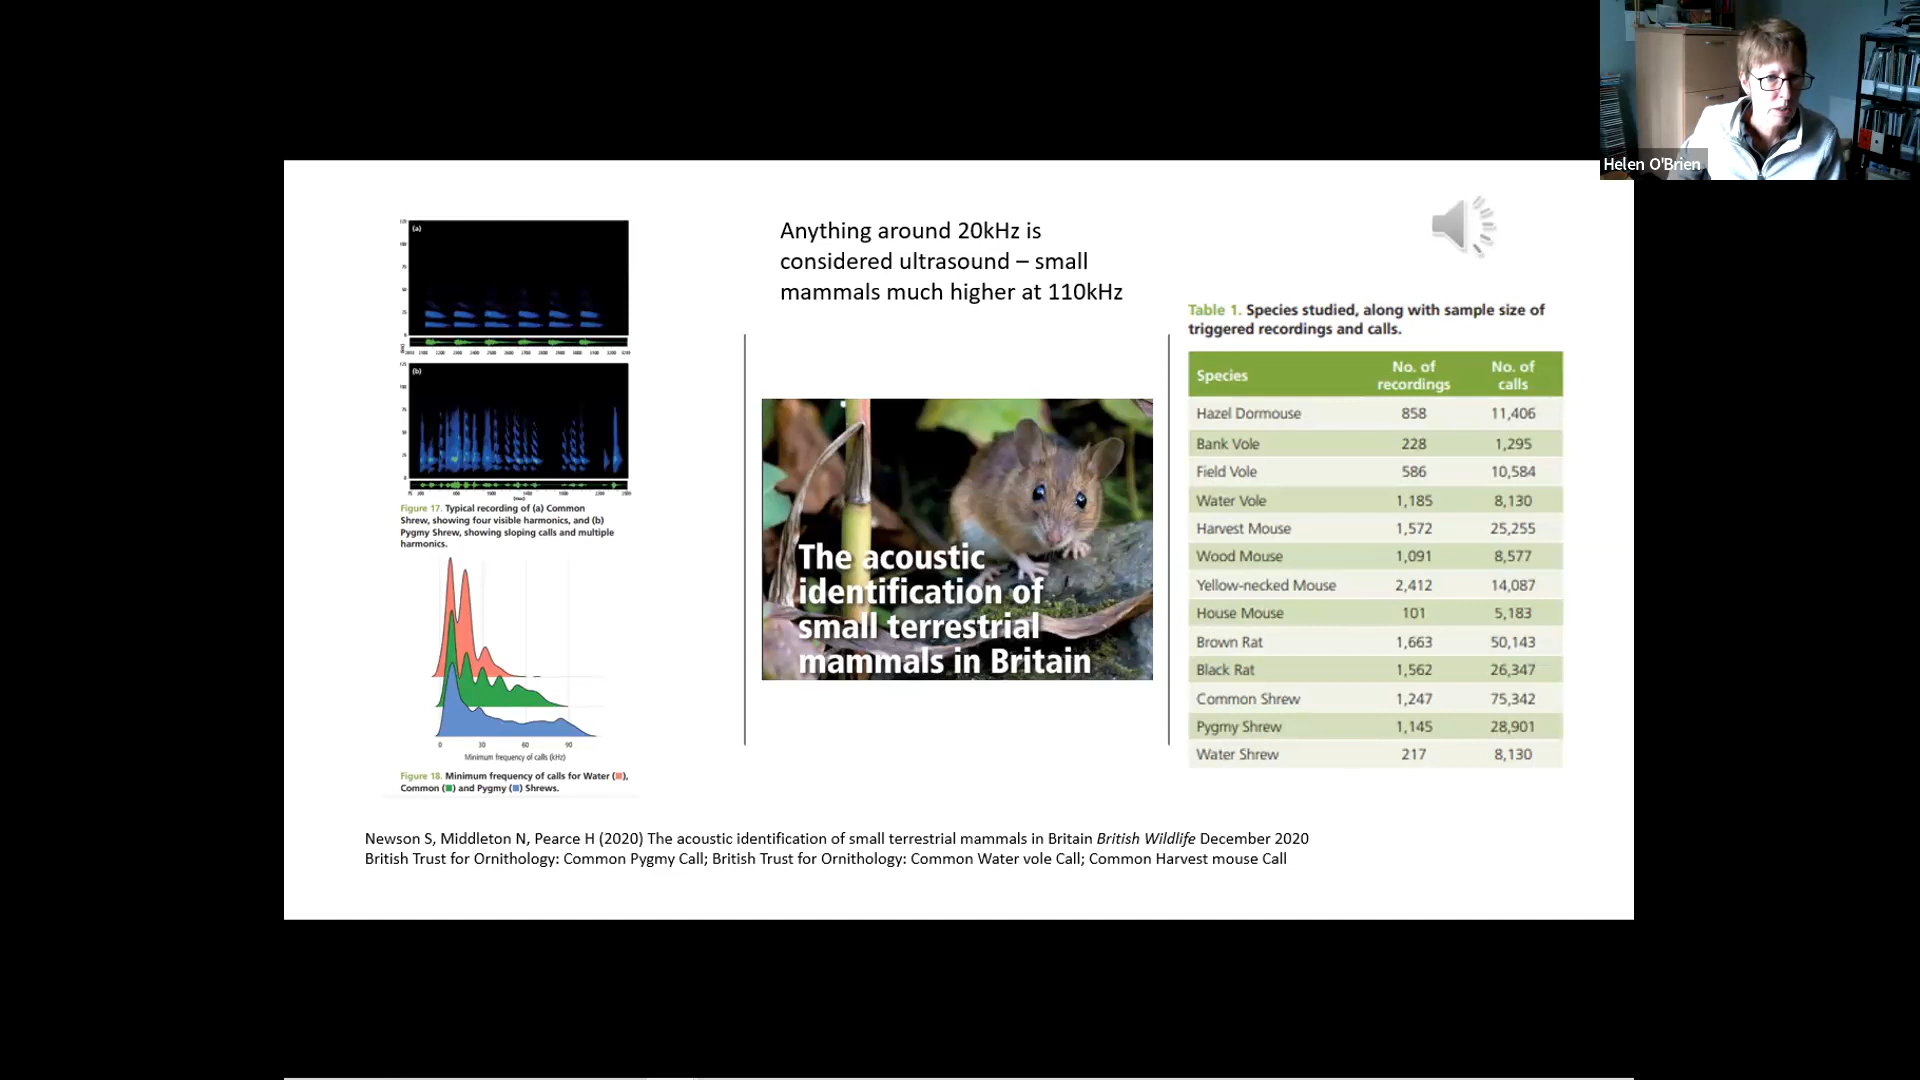 Helen O'Brien
Anything around 20kHz is
considered ultrasound – small
mammals much higher at 110kHz
(a)
(b)
Figure 17. Typical recording of (a) Common
Shrew, showing four visible harmonics, and (b)
Pygmy Shrew, showing sloping calls and multiple
harmonics.
0 30 60 90
Minimum frequency of calls (kHz)
Figure 18. Minimum frequency of calls for Water (),
Common () and Pygmy () Shrews.
The acoustic
identification of
small terrestrial
mammals in Britain
Table 1. Species studied, along with sample size of
triggered recordings and calls.
Species No. of recordings No. of calls
Hazel Dormouse 858 11,406
Bank Vole 228 1,295
Field Vole 586 10,584
Water Vole 1,185 8,130
Harvest Mouse 1,572 25,255
Wood Mouse 1,091 8,577
Yellow-necked Mouse 2,412 14,087
House Mouse 101 5,183
Brown Rat 1,663 50,143
Black Rat 1,562 26,347
Common Shrew 1,247 75,342
Pygmy Shrew 1,145 28,901
Water Shrew 217 8,130
Newson S, Middleton N, Pearce H (2020) The acoustic identification of small terrestrial mammals in Britain British Wildlife December 2020
British Trust for Ornithology: Common Pygmy Call; British Trust for Ornithology: Common Water vole Call; Common Harvest mouse Call